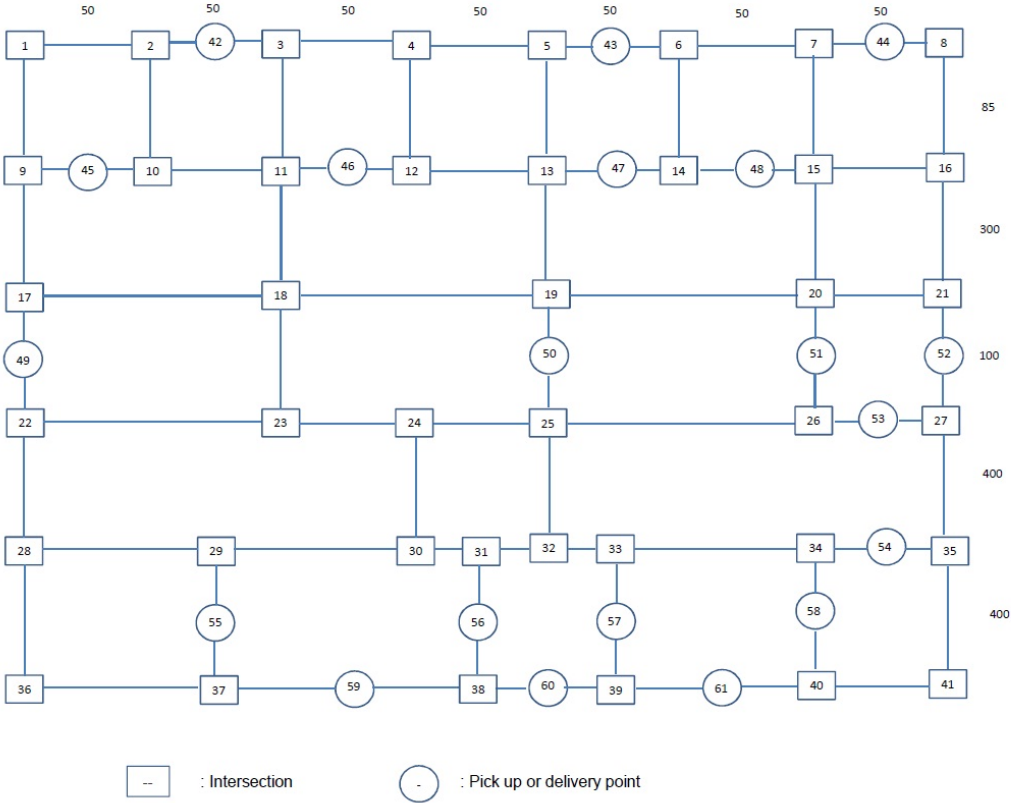 50 50 50 50 50 50 50
1 2 42 3 4 5 43 6 7 44 8
85
9 45 10 11 46 12 13 47 14 48 15 16
300
17 18 19 20 21
49 50 51 52 100
22 23 24 25 26 53 27
400
28 29 30 31 32 33 34 54 35
55 56 57 58 400
36 37 59 38 60 39 61 40 41
-- : Intersection - : Pick up or delivery point